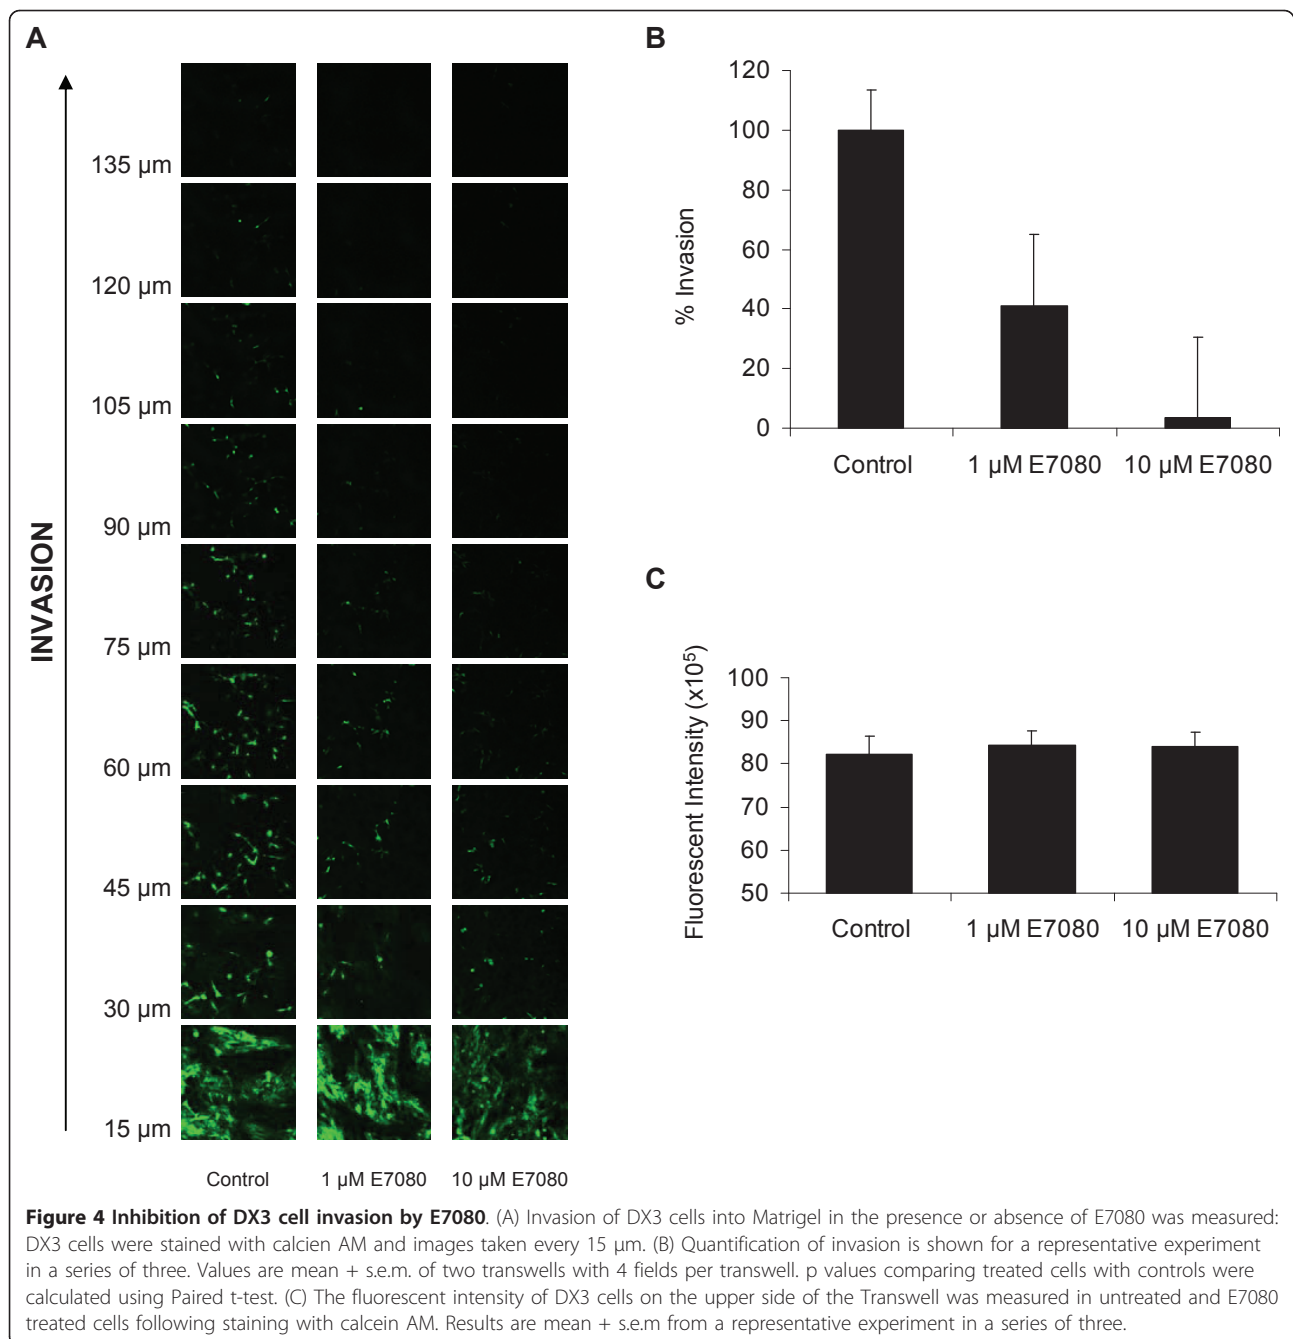 A
135 µm
120 µm
105 µm
90 µm
75 µm
60 µm
45 µm
30 µm
15 µm
INVASION
Control 1 µM E7080 10 µM E7080
B
120
100
80
60
40
20
0
% Invasion
Control 1 µM E7080 10 µM E7080
C
100
90
80
70
60
50
Fluorescent Intensity (x10⁵)
Control 1 µM E7080 10 µM E7080
Figure 4 Inhibition of DX3 cell invasion by E7080. (A) Invasion of DX3 cells into Matrigel in the presence or absence of E7080 was measured:
DX3 cells were stained with calcien AM and images taken every 15 µm. (B) Quantification of invasion is shown for a representative experiment
in a series of three. Values are mean + s.e.m. of two transwells with 4 fields per transwell. p values comparing treated cells with controls were
calculated using Paired t-test. (C) The fluorescent intensity of DX3 cells on the upper side of the Transwell was measured in untreated and E7080
treated cells following staining with calcein AM. Results are mean + s.e.m from a representative experiment in a series of three.